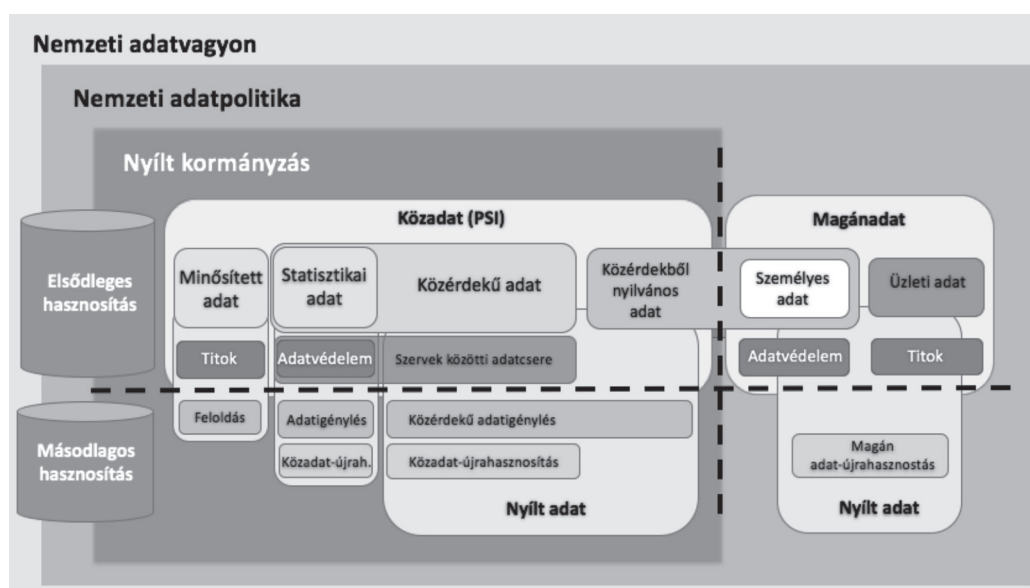 Nemzeti adatvagyon
Nemzeti adatpolitika
Nyílt kormányzás
Elsődleges
hasznosítás
Közadat (PSI)
Minősített
adat
Statisztikai
adat
Közérdekű adat
Közérdekből
nyilvános
adat
Titok
Adatvédelem
Szervek közötti adatcsere
Magánadat
Személyes
adat
Üzleti adat
Adatvédelem
Titok
Másodlagos
hasznosítás
Feloldás
Adatigénylés
Közérdekű adatigénylés
Közadat-újrah.
Közadat-újrahasznosítás
Nyílt adat
Magán
adat-újrahasznostás
Nyílt adat